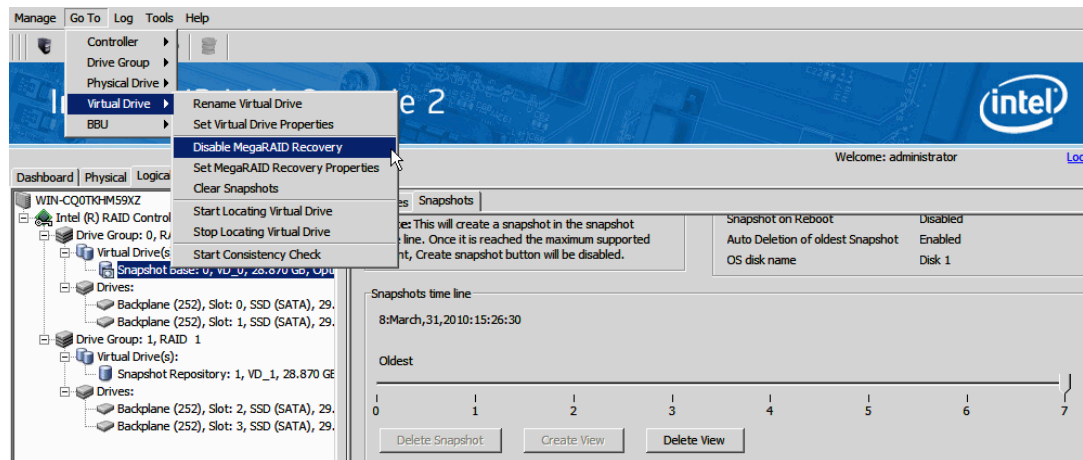 Manage Go To Log Tools Help
Controller
Drive Group
Physical Drive
Virtual Drive
BBU
Rename Virtual Drive
Set Virtual Drive Properties
Disable MegaRAID Recovery
Set MegaRAID Recovery Properties
Clear Snapshots
Start Locating Virtual Drive
Stop Locating Virtual Drive
Start Consistency Check
e 2
intel
Welcome: administrator
Dashboard Physical Logical
WIN-CQ0TKHM59XZ
Intel (R) RAID Control
Drive Group: 0, RA
Virtual Drive(s
Snapshot Base: 0, VD_0, 28.870 GB, Opti
Drives:
Backplane (252), Slot: 0, SSD (SATA), 29.
Backplane (252), Slot: 1, SSD (SATA), 29.
Drive Group: 1, RAID 1
Virtual Drive(s):
Snapshot Repository: 1, VD_1, 28.870 GB
Drives:
Backplane (252), Slot: 2, SSD (SATA), 29.
Backplane (252), Slot: 3, SSD (SATA), 29.
Snapshots
This will create a snapshot in the snapshot
line. Once it is reached the maximum supported
nt, Create snapshot button will be disabled.
Snapshot on Reboot Disabled
Auto Deletion of oldest Snapshot Enabled
OS disk name Disk 1
Snapshots time line
8:March,31,2010:15:26:30
Oldest
0 1 2 3 4 5 6 7
Delete Snapshot Create View Delete View